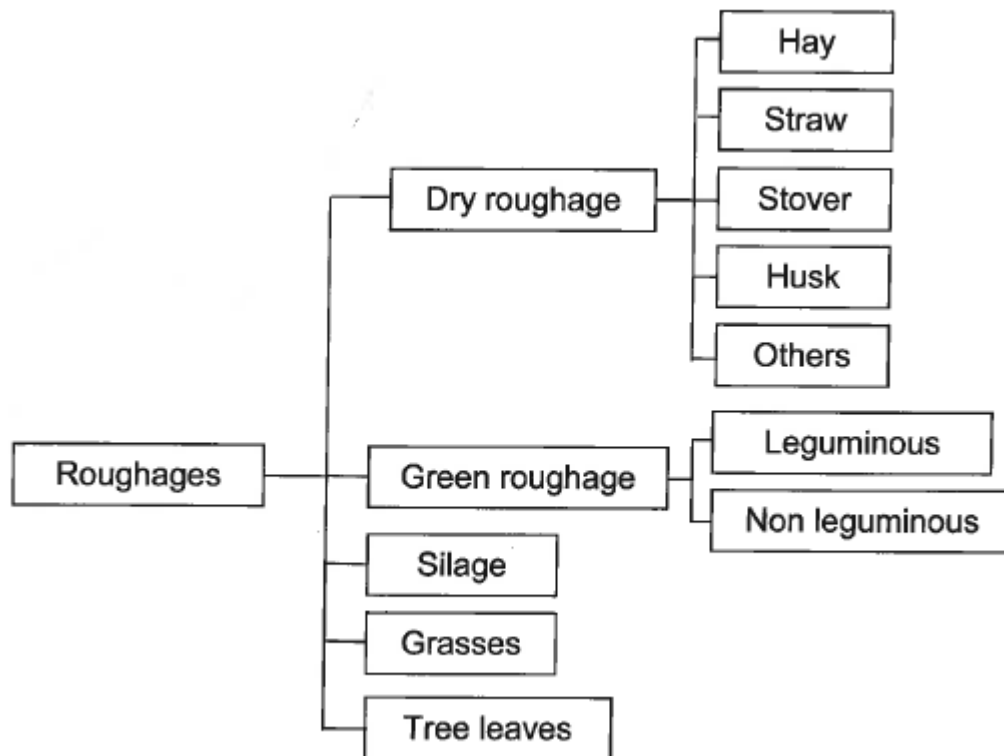 Hay
Straw
Dry roughage
Stover
Husk
Others
Leguminous
Roughages
Green roughage
Non leguminous
Silage
Grasses
Tree leaves